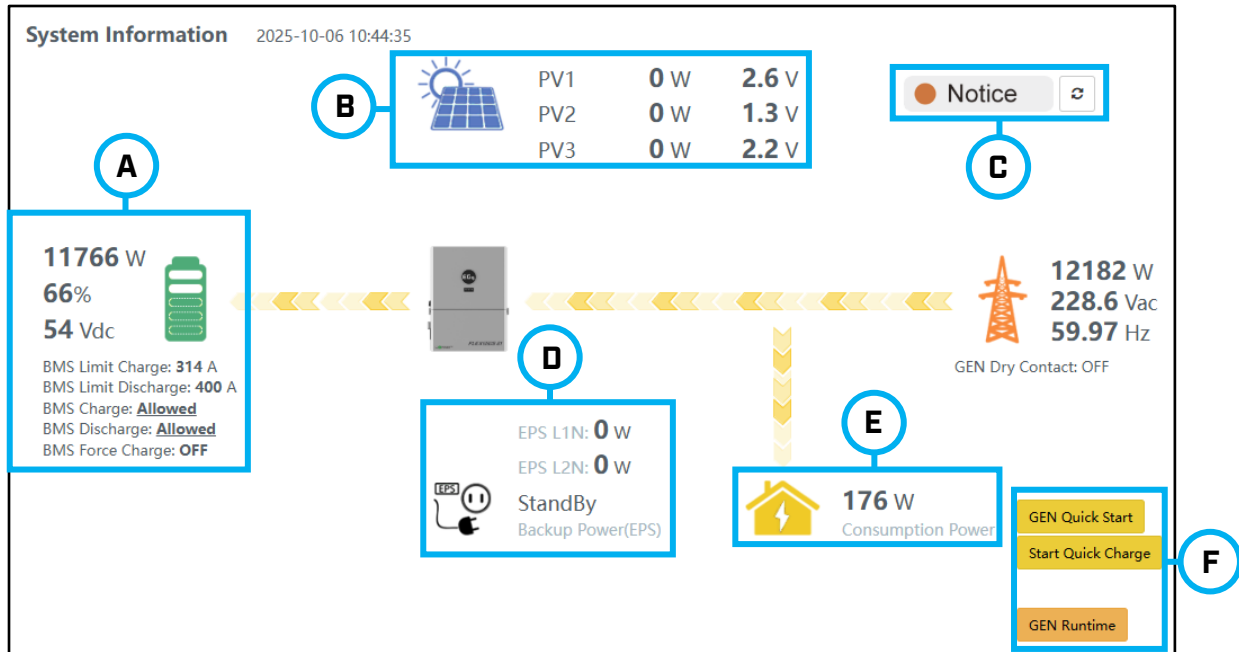 System Information 2025-10-06 10:44:35
B
PV1 0 W 2.6 V
PV2 0 W 1.3 V
PV3 0 W 2.2 V
Notice
C
A
11766 W
66%
54 Vdc
BMS Limit Charge: 314 A
BMS Limit Discharge: 400 A
BMS Charge: Allowed
BMS Discharge: Allowed
BMS Force Charge: OFF
12182 W
228.6 Vac
59.97 Hz
GEN Dry Contact: OFF
D
EPS L1N: 0 W
EPS L2N: 0 W
EPS
StandBy
Backup Power(EPS)
E
176 W
Consumption Power
GEN Quick Start
Start Quick Charge
GEN Runtime
F